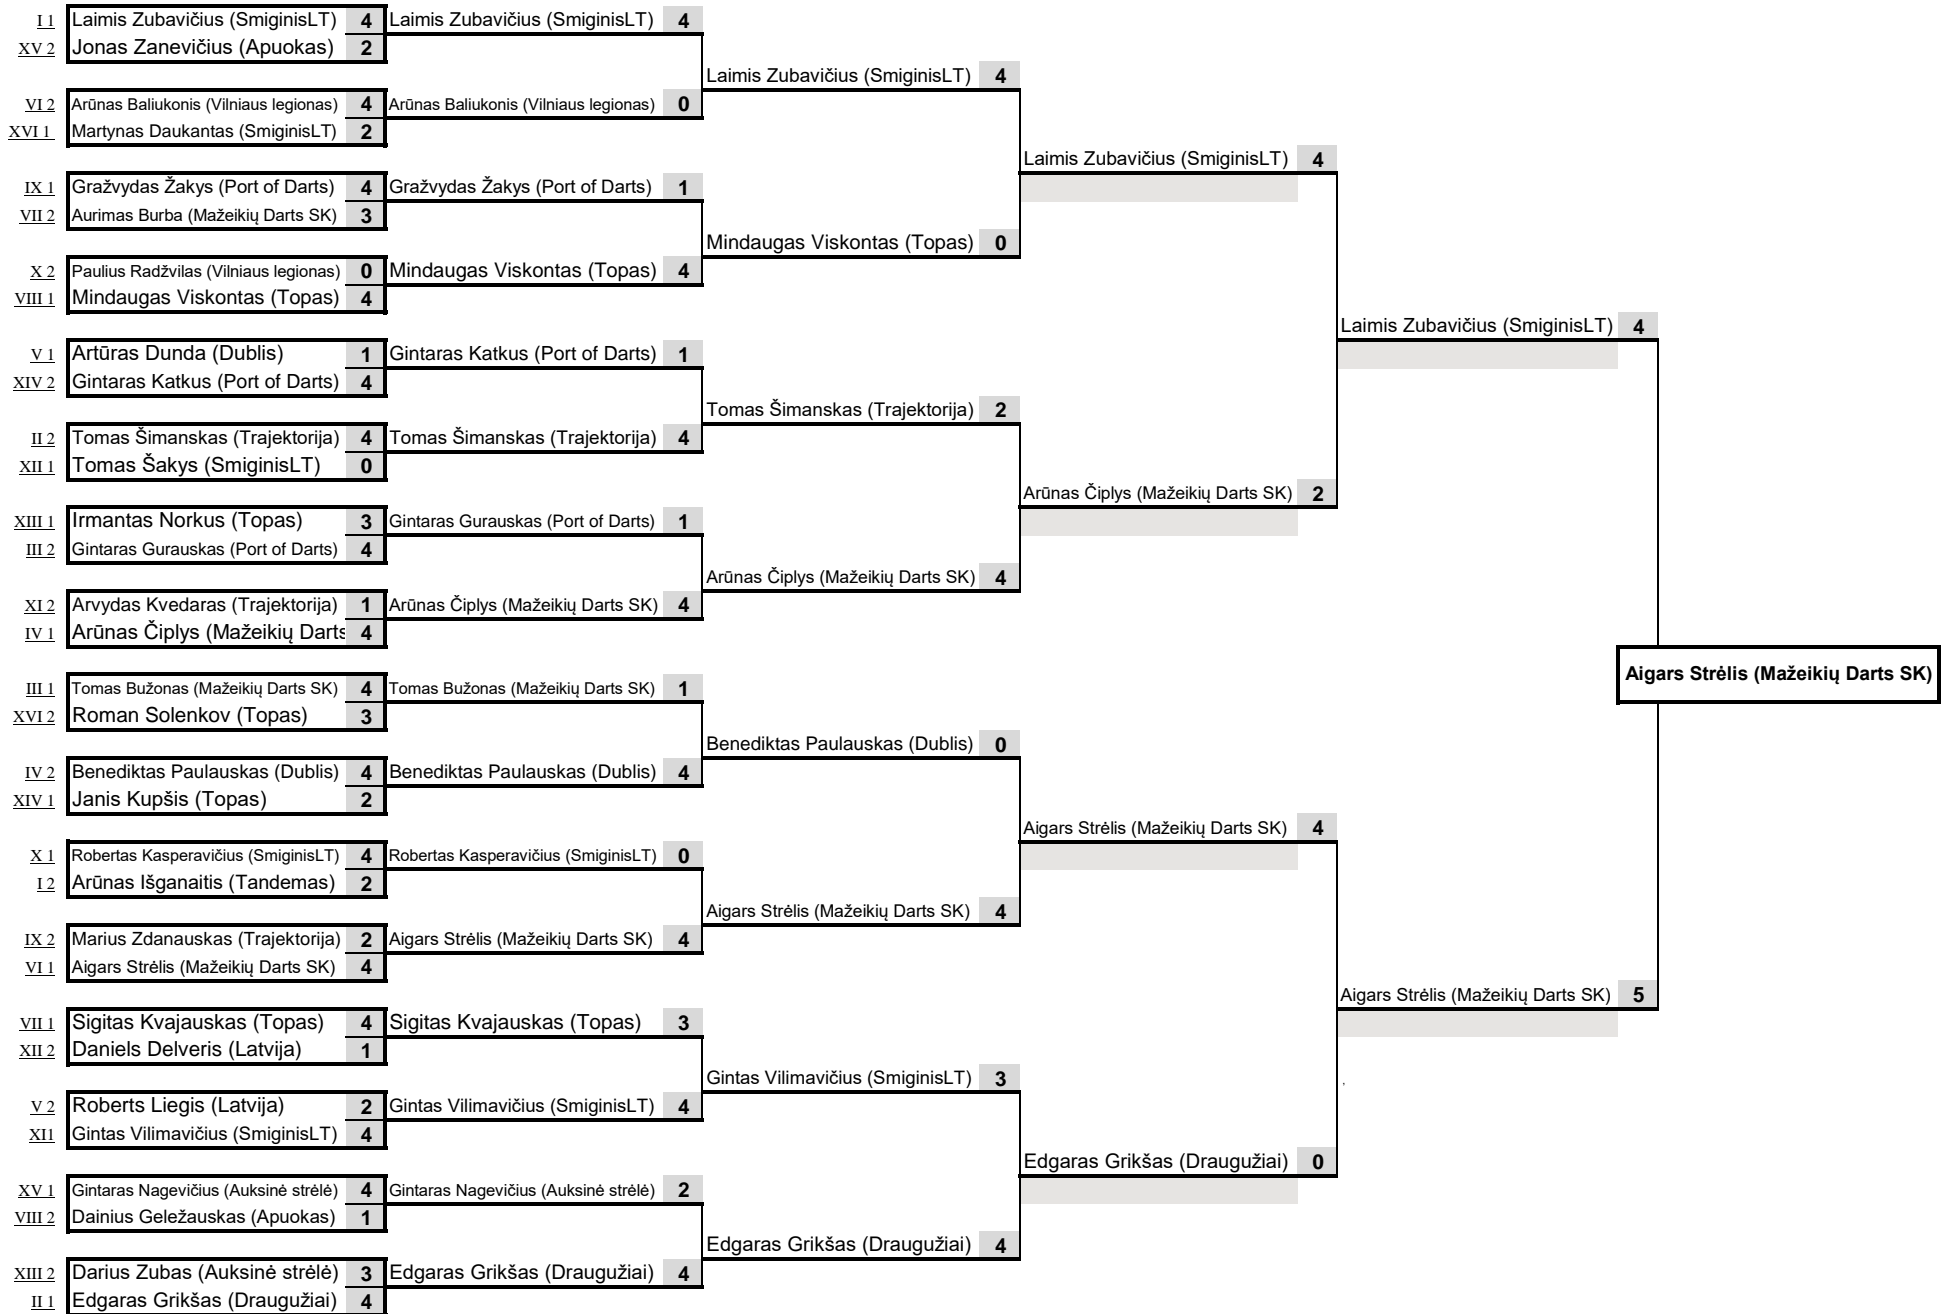 I 1 Laimis Zubavičius (SmiginisLT) 4 Laimis Zubavičius (SmiginisLT) 4
XV 2 Jonas Zanevičius (Apuokas) 2
Laimis Zubavičius (SmiginisLT) 4
VI 2 Arūnas Baliukonis (Vilniaus legionas) 4 Arūnas Baliukonis (Vilniaus legionas) 0
XVI 1 Martynas Daukantas (SmiginisLT) 2
Laimis Zubavičius (SmiginisLT) 4
IX 1 Gražvydas Žakys (Port of Darts) 4 Gražvydas Žakys (Port of Darts) 1
VII 2 Aurimas Burba (Mažeikių Darts SK) 3
Mindaugas Viskontas (Topas) 0
X 2 Paulius Radžvilas (Vilniaus legionas) 0 Mindaugas Viskontas (Topas) 4
VIII 1 Mindaugas Viskontas (Topas) 4
Laimis Zubavičius (SmiginisLT) 4
V 1 Artūras Dunda (Dublis) 1 Gintaras Katkus (Port of Darts) 1
XIV 2 Gintaras Katkus (Port of Darts) 4
Tomas Šimanskas (Trajektorija) 2
II 2 Tomas Šimanskas (Trajektorija) 4 Tomas Šimanskas (Trajektorija) 4
XII 1 Tomas Šakys (SmiginisLT) 0
Arūnas Čiplys (Mažeikių Darts SK) 2
XIII 1 Irmantas Norkus (Topas) 3 Gintaras Gurauskas (Port of Darts) 1
III 2 Gintaras Gurauskas (Port of Darts) 4
Arūnas Čiplys (Mažeikių Darts SK) 4
XI 2 Arvydas Kvedaras (Trajektorija) 1 Arūnas Čiplys (Mažeikių Darts SK) 4
IV 1 Arūnas Čiplys (Mažeikių Darts 4
Aigars Strėlis (Mažeikių Darts SK)
III 1 Tomas Bužonas (Mažeikių Darts SK) 4 Tomas Bužonas (Mažeikių Darts SK) 1
XVI 2 Roman Solenkov (Topas) 3
Benediktas Paulauskas (Dublis) 0
IV 2 Benediktas Paulauskas (Dublis) 4 Benediktas Paulauskas (Dublis) 4
XIV 1 Janis Kupšis (Topas) 2
Aigars Strėlis (Mažeikių Darts SK) 4
X 1 Robertas Kasperavičius (SmiginisLT) 4 Robertas Kasperavičius (SmiginisLT) 0
I 2 Arūnas Išganaitis (Tandemas) 2
Aigars Strėlis (Mažeikių Darts SK) 4
IX 2 Marius Zdanauskas (Trajektorija) 2 Aigars Strėlis (Mažeikių Darts SK) 4
VI 1 Aigars Strėlis (Mažeikių Darts SK) 4
Aigars Strėlis (Mažeikių Darts SK) 5
VII 1 Sigitas Kvajauskas (Topas) 4 Sigitas Kvajauskas (Topas) 3
XII 2 Daniels Delveris (Latvija) 1
Gintas Vilimavičius (SmiginisLT) 3
V 2 Roberts Liegis (Latvija) 2 Gintas Vilimavičius (SmiginisLT) 4
XI1 Gintas Vilimavičius (SmiginisLT) 4
Edgaras Grikšas (Draugužiai) 0
XV 1 Gintaras Nagevičius (Auksinė strėlė) 4 Gintaras Nagevičius (Auksinė strėlė) 2
VIII 2 Dainius Geležauskas (Apuokas) 1
Edgaras Grikšas (Draugužiai) 4
XIII 2 Darius Zubas (Auksinė strėlė) 3 Edgaras Grikšas (Draugužiai) 4
II 1 Edgaras Grikšas (Draugužiai) 4